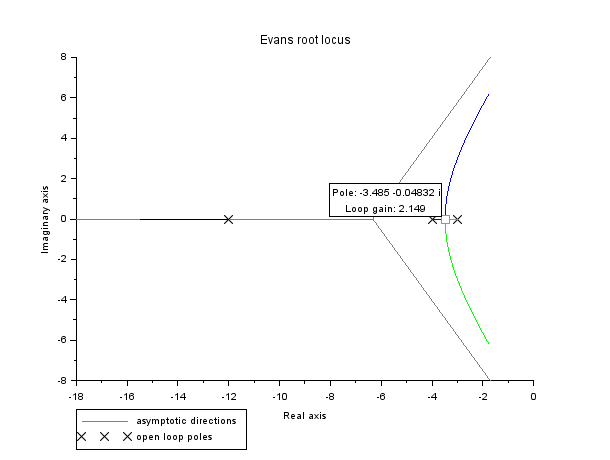 Evans root locus
8
6
4
2
0
-2
-4
-6
-8
Imaginary axis
Pole: -3.485 -0.04832 i
Loop gain: 2.149
-18 -16 -14 -12 -10 -8 -6 -4 -2 0
Real axis
asymptotic directions
open loop poles